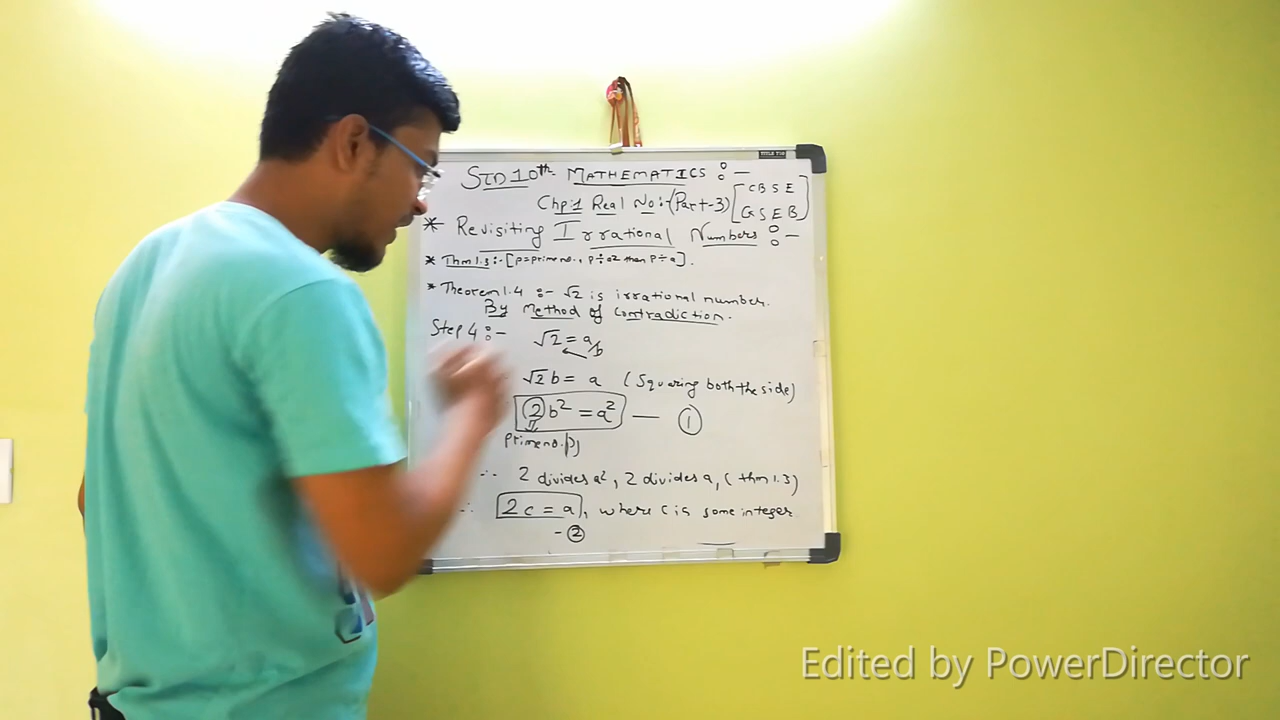 STD 10th MATHEMATICS :-
Chp:1 Real No:-(Part-3) [CBSE
GSEB]
* Revisiting Irrational Numbers :-
* Thm 1.3:-[P=prime no., P÷a² then P÷a].
* Theorem 1.4 :- √2 is irrational number.
By Method of Contradiction.
Step 4:- √2 = a/b
√2 b = a (Squaring both the side)
2b² = a² — ①
Prime no.(P)
∴ 2 divides a², 2 divides a, (thm 1.3)
∴ 2c = a, where c is some integer.
- ②
Edited by PowerDirector